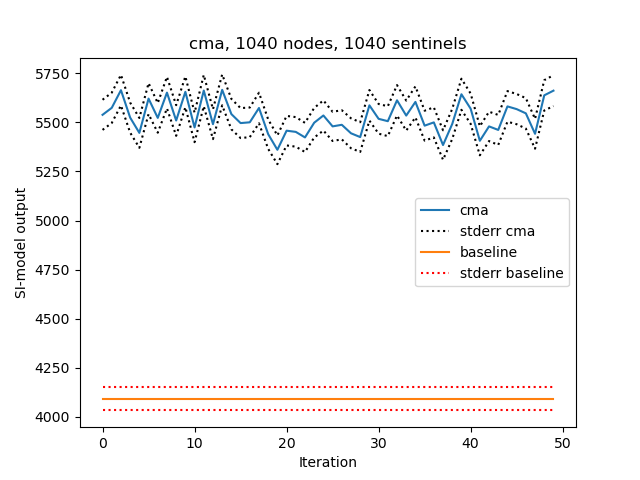 cma, 1040 nodes, 1040 sentinels
SI-model output
5750
5500
5250
5000
4750
4500
4250
4000
cma
stderr cma
baseline
stderr baseline
0 10 20 30 40 50
Iteration